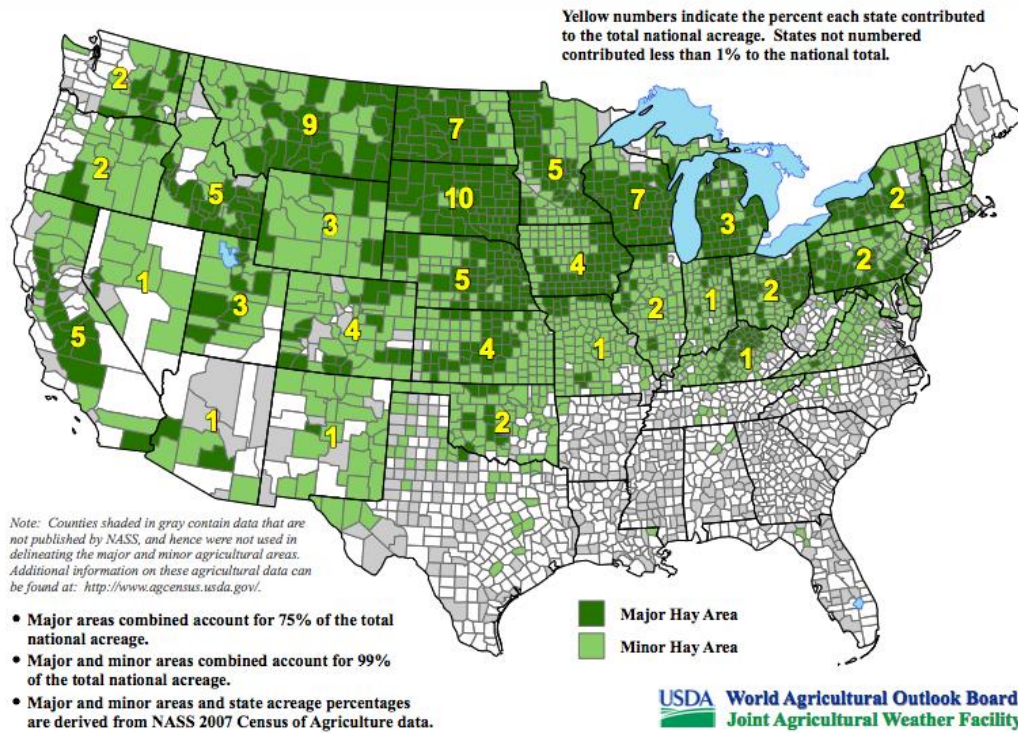 Yellow numbers indicate the percent each state contributed
to the total national acreage. States not numbered
contributed less than 1% to the national total.
2
9
7
5
2
5
10
7
3
3
2
5
4
2
1
3
2
1
2
5
4
4
1
1
1
1
2
Note: Counties shaded in gray contain data that are
not published by NASS, and hence were not used in
delineating the major and minor agricultural areas.
Additional information on these agricultural data can
be found at: http://www.agcensus.usda.gov/.
• Major areas combined account for 75% of the total
national acreage.
• Major and minor areas combined account for 99%
of the total national acreage.
• Major and minor areas and state acreage percentages
are derived from NASS 2007 Census of Agriculture data.
Major Hay Area
Minor Hay Area
USDA World Agricultural Outlook Board
Joint Agricultural Weather Facility